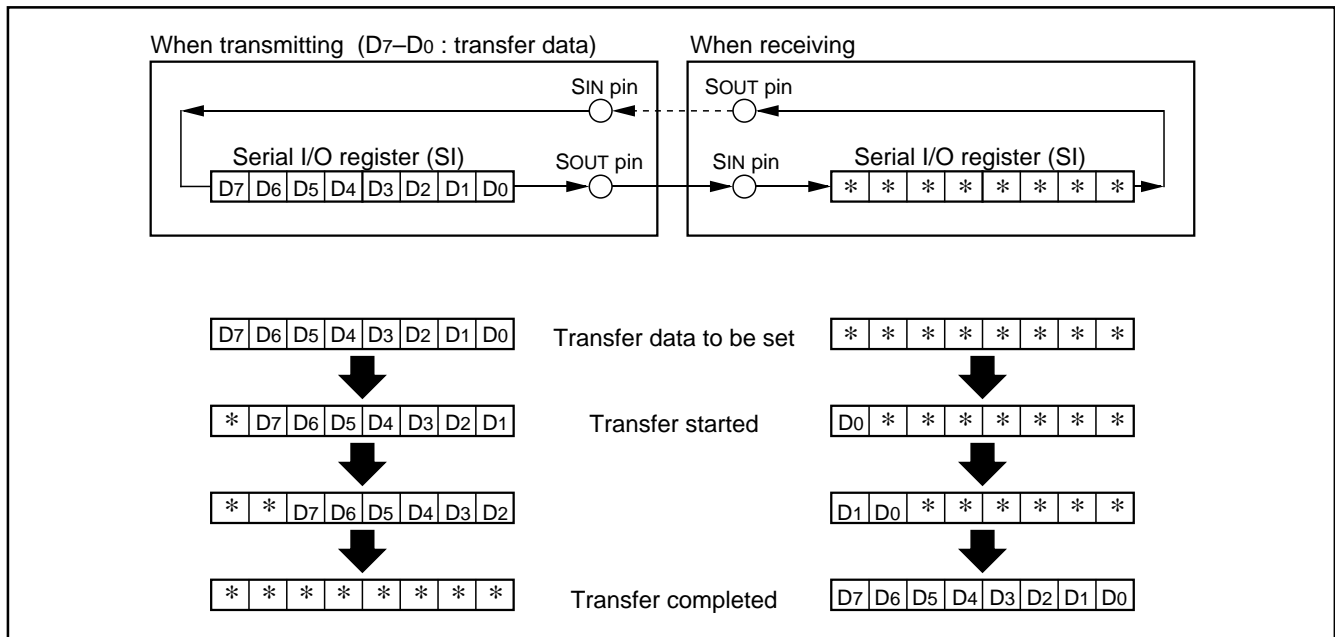 When transmitting (D7–D0 : transfer data)
When receiving
SIN pin
SOUT pin
Serial I/O register (SI)
SOUT pin
SIN pin
Serial I/O register (SI)
D7 D6 D5 D4 D3 D2 D1 D0
* * * * * * * *
D7 D6 D5 D4 D3 D2 D1 D0
Transfer data to be set
* * * * * * * *
* D7 D6 D5 D4 D3 D2 D1
Transfer started
D0 * * * * * * *
* * D7 D6 D5 D4 D3 D2
D1 D0 * * * * * *
* * * * * * * *
Transfer completed
D7 D6 D5 D4 D3 D2 D1 D0